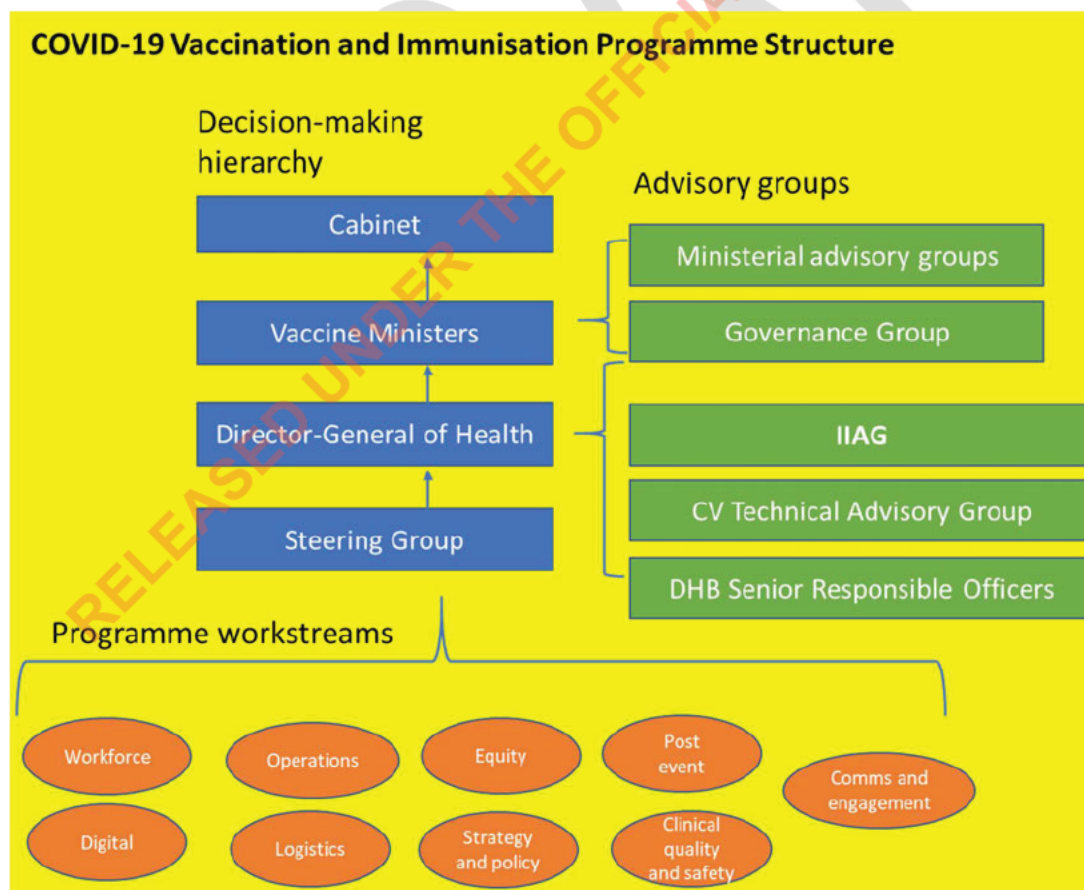 COVID-19 Vaccination and Immunisation Programme Structure
Decision-making
hierarchy
Cabinet
Vaccine Ministers
Director-General of Health
Steering Group
Advisory groups
Ministerial advisory groups
Governance Group
IIAG
CV Technical Advisory Group
DHB Senior Responsible Officers
Programme workstreams
Workforce
Operations
Equity
Post
event
Comms and
engagement
Digital
Logistics
Strategy
and policy
Clinical
quality
and safety
RELEASED UNDER THE OFFICIA